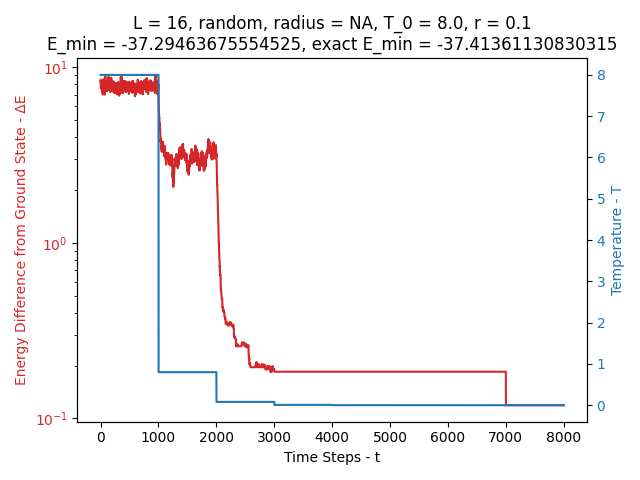 L = 16, random, radius = NA, T_0 = 8.0, r = 0.1
E_min = -37.29463675554525, exact E_min = -37.41361130830315
Energy Difference from Ground State - ΔE
10¹
10⁰
10⁻¹
8
7
6
5
4
3
2
1
0
Temperature - T
0 1000 2000 3000 4000 5000 6000 7000 8000
Time Steps - t